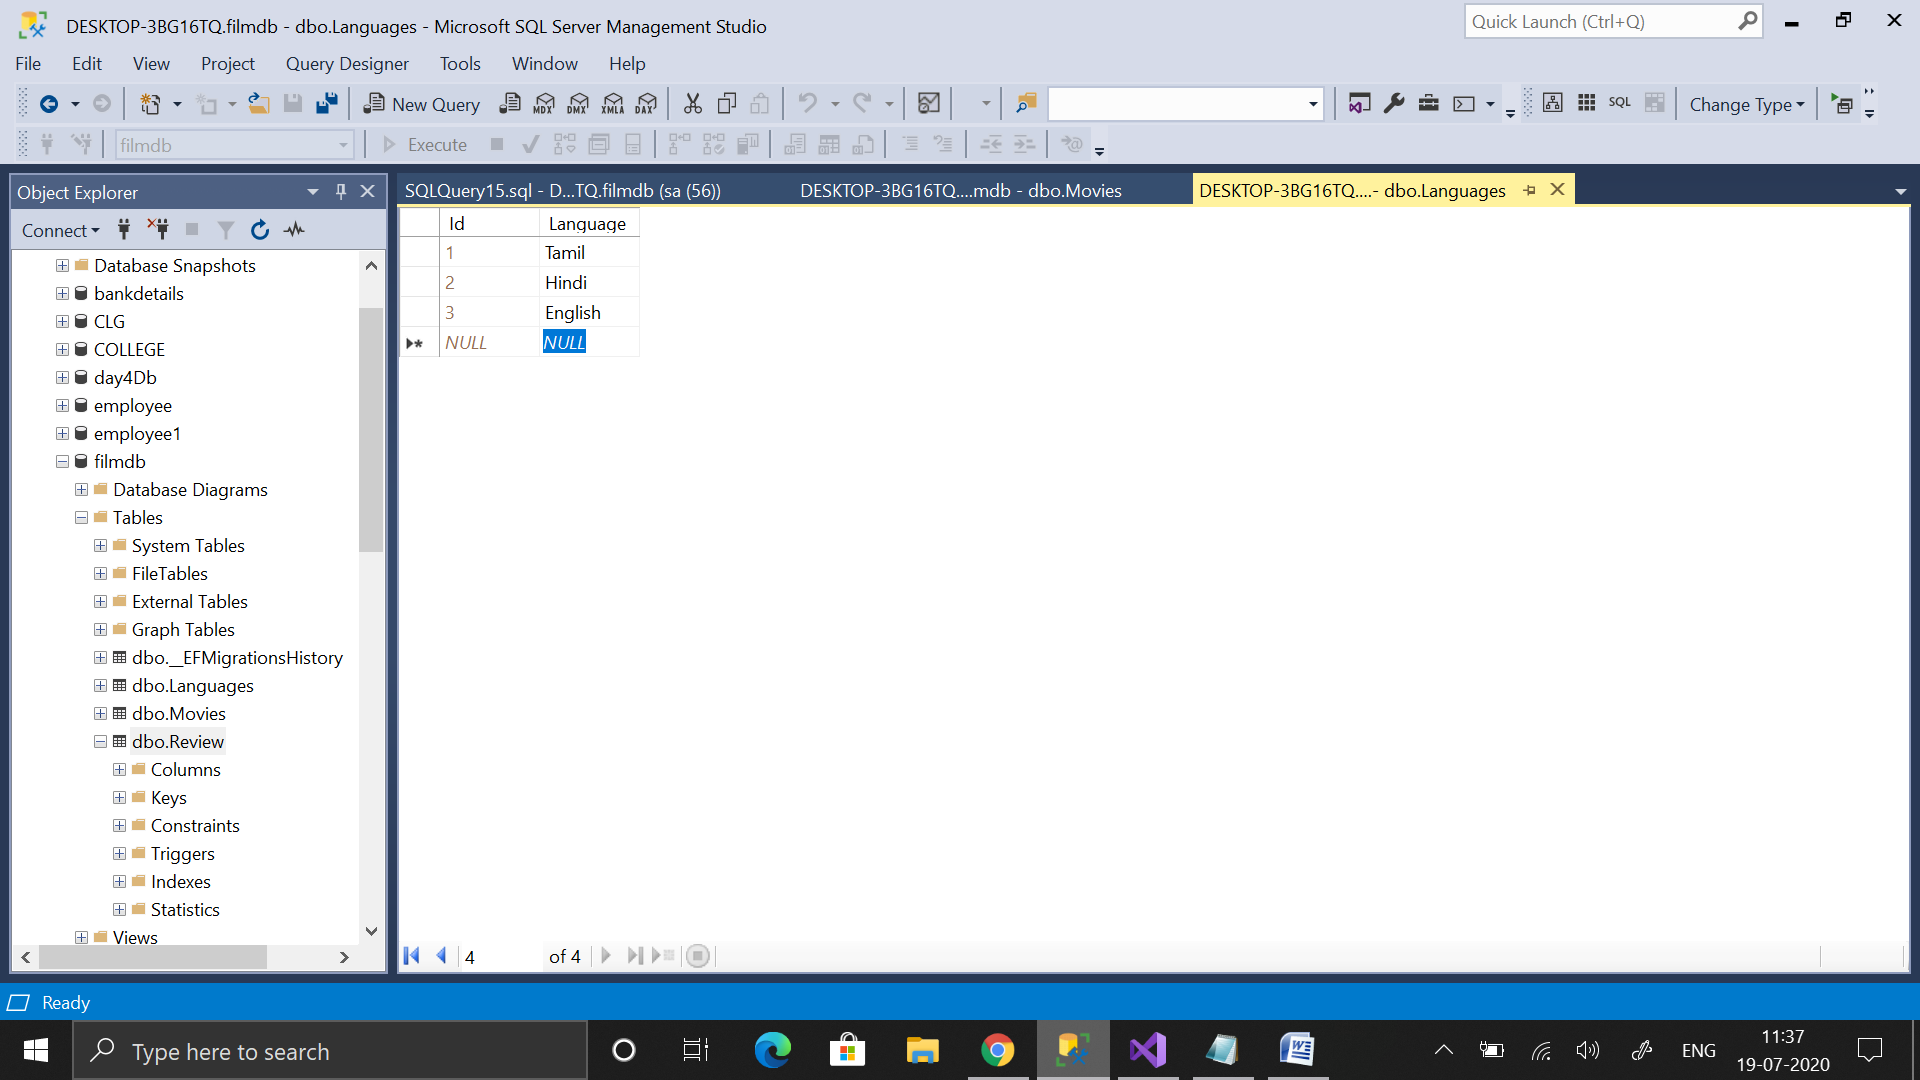 DESKTOP-3BG16TQ.filmdb - dbo.Languages - Microsoft SQL Server Management Studio
Quick Launch (Ctrl+Q)
File Edit View Project Query Designer Tools Window Help
New Query MDX DMX XMLA DAX SQL Change Type
filmdb Execute
Object Explorer
Connect
Database Snapshots
bankdetails
CLG
COLLEGE
day4Db
employee
employee1
filmdb
Database Diagrams
Tables
System Tables
FileTables
External Tables
Graph Tables
dbo.__EFMigrationsHistory
dbo.Languages
dbo.Movies
dbo.Review
Columns
Keys
Constraints
Triggers
Indexes
Statistics
Views
SQLQuery15.sql - D...TQ.filmdb (sa (56)) DESKTOP-3BG16TQ....mdb - dbo.Movies DESKTOP-3BG16TQ....- dbo.Languages
Id Language
1 Tamil
2 Hindi
3 English
NULL NULL
4 of 4
Ready
Type here to search
ENG
11:37
19-07-2020